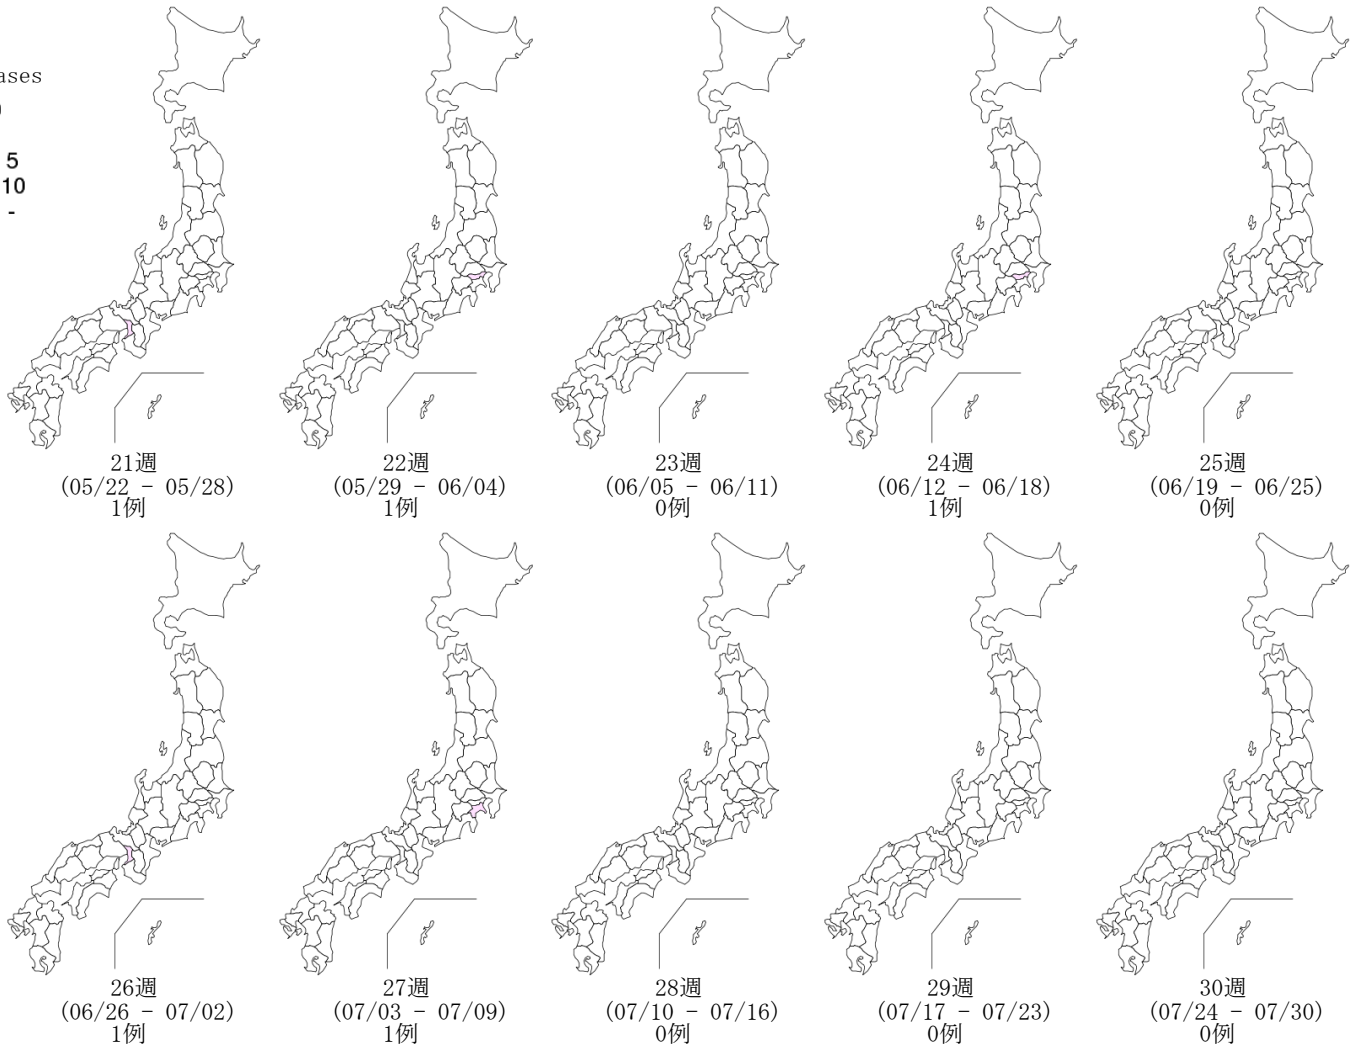 ases
5
10
-
21週
(05/22 - 05/28)
1例
22週
(05/29 - 06/04)
1例
23週
(06/05 - 06/11)
0例
24週
(06/12 - 06/18)
1例
25週
(06/19 - 06/25)
0例
26週
(06/26 - 07/02)
1例
27週
(07/03 - 07/09)
1例
28週
(07/10 - 07/16)
0例
29週
(07/17 - 07/23)
0例
30週
(07/24 - 07/30)
0例